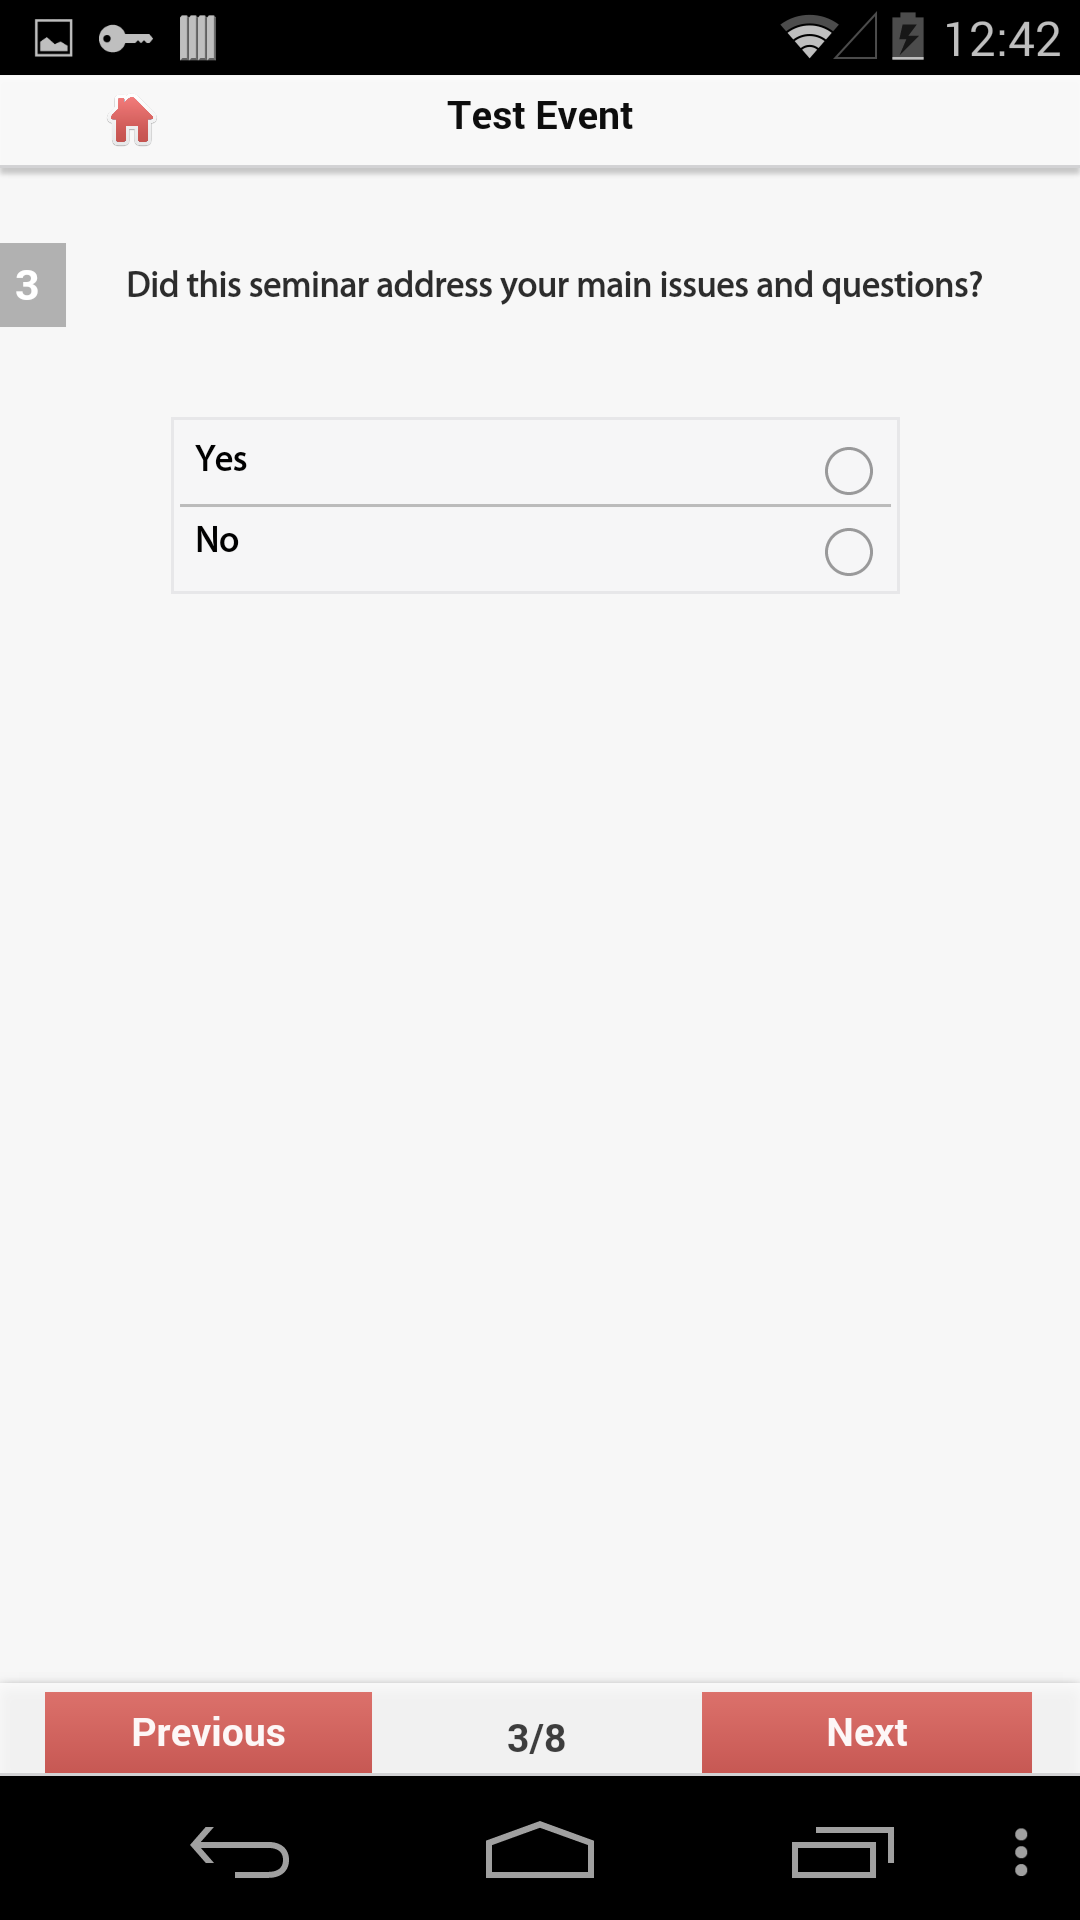 12:42
Test Event
3
Did this seminar address your main issues and questions?
Yes
No
Previous
3/8
Next